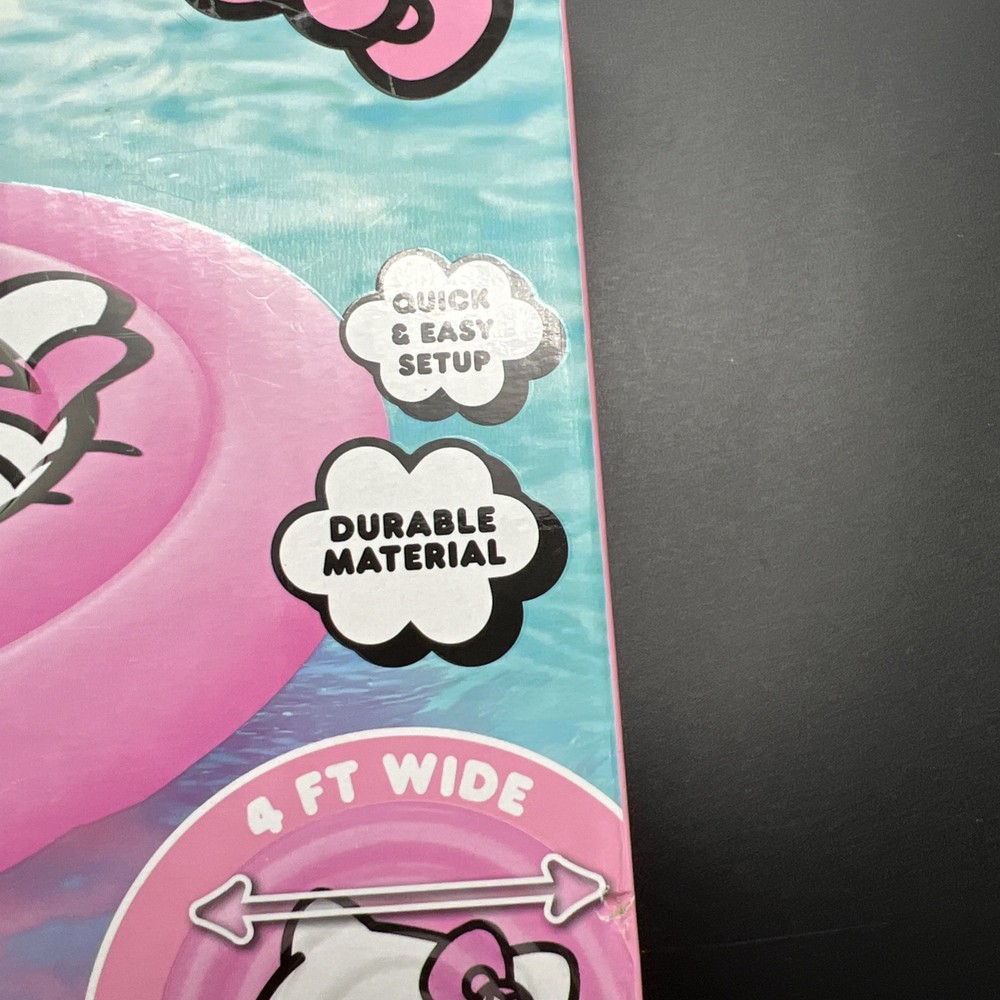 QUICK
& EASY
SETUP
DURABLE
MATERIAL
4 FT WIDE